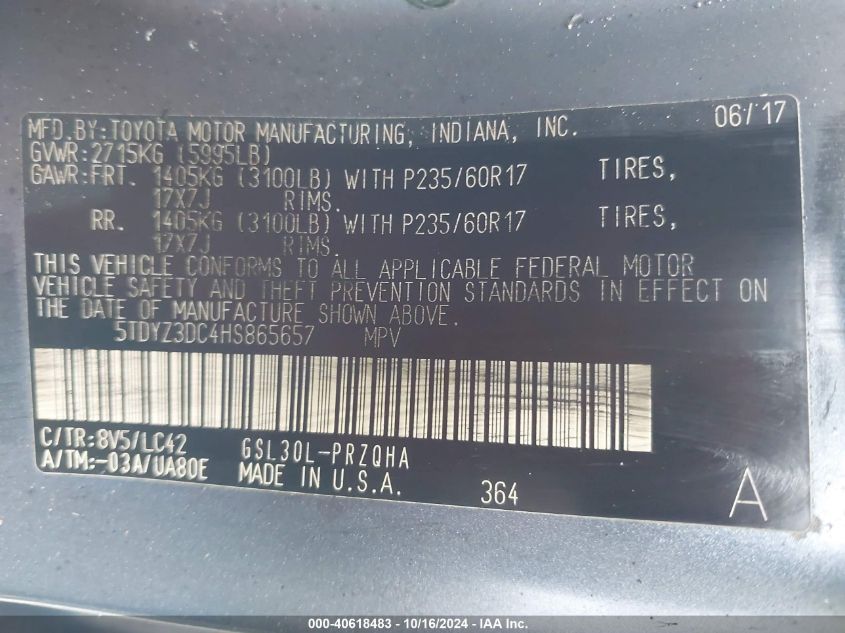 MFD.BY:TOYOTA MOTOR MANUFACTURING, INDIANA, INC. 06/17
GVWR:2715KG (5995LB)
GAWR:FRT. 1405KG (3100LB) WITH P235/60R17 TIRES,
17X7J RIMS.
RR. 1405KG (3100LB) WITH P235/60R17 TIRES,
17X7J RIMS.
THIS VEHICLE CONFORMS TO ALL APPLICABLE FEDERAL MOTOR
VEHICLE SAFETY AND THEFT PREVENTION STANDARDS IN EFFECT ON
THE DATE OF MANUFACTURE SHOWN ABOVE.
5TDYZ3DC4HS865657 MPV
C/TR:8V5/LC42 GSL30L-PRZQHA
A/TM:-03A/UA80E MADE IN U.S.A. 364 A
000-40618483 - 10/16/2024 - IAA Inc.